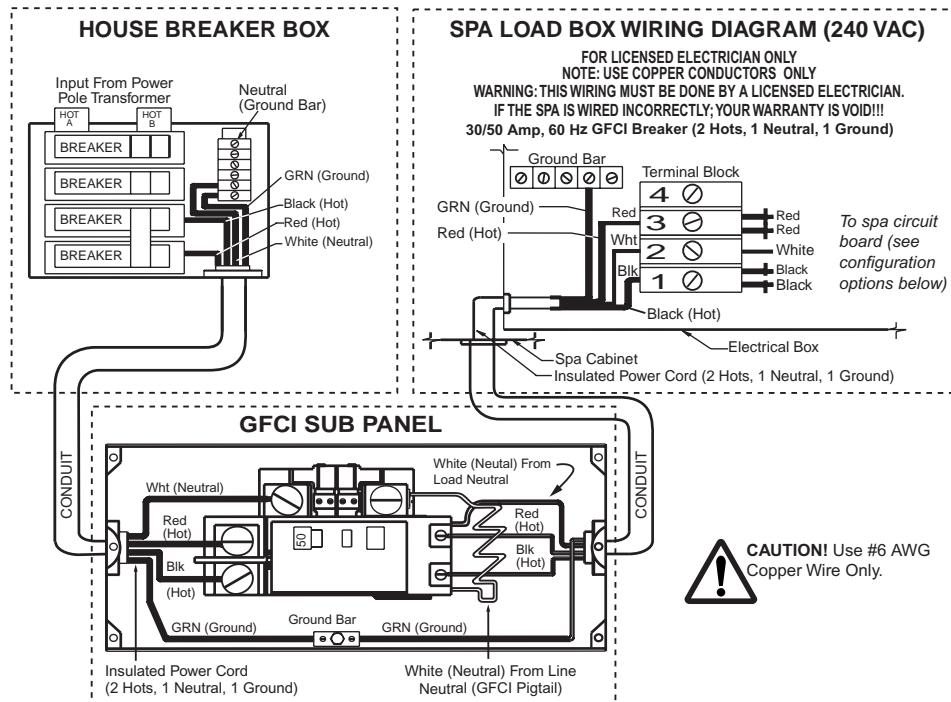 HOUSE BREAKER BOX
Input From Power
Pole Transformer
HOT
A
HOT
B
Neutral
(Ground Bar)
BREAKER
BREAKER
BREAKER
BREAKER
GRN (Ground)
Black (Hot)
Red (Hot)
White (Neutral)
SPA LOAD BOX WIRING DIAGRAM (240 VAC)
FOR LICENSED ELECTRICIAN ONLY
NOTE: USE COPPER CONDUCTORS ONLY
WARNING: THIS WIRING MUST BE DONE BY A LICENSED ELECTRICIAN.
IF THE SPA IS WIRED INCORRECTLY; YOUR WARRANTY IS VOID!!!
30/50 Amp, 60 Hz GFCI Breaker (2 Hots, 1 Neutral, 1 Ground)
Ground Bar
Terminal Block
GRN (Ground)
Red (Hot)
Red
Wht
Blk
4
3
2
1
Red
Red
White
Black
Black
To spa circuit
board (see
configuration
options below)
Black (Hot)
Electrical Box
Spa Cabinet
Insulated Power Cord (2 Hots, 1 Neutral, 1 Ground)
GFCI SUB PANEL
CONDUIT
CONDUIT
Wht (Neutral)
Red
(Hot)
Blk
(Hot)
50
White (Neutal) From
Load Neutral
Red
(Hot)
Blk
(Hot)
GRN (Ground)
Ground Bar
GRN (Ground)
Insulated Power Cord
(2 Hots, 1 Neutral, 1 Ground)
White (Neutral) From Line
Neutral (GFCI Pigtail)
CAUTION! Use #6 AWG
Copper Wire Only.